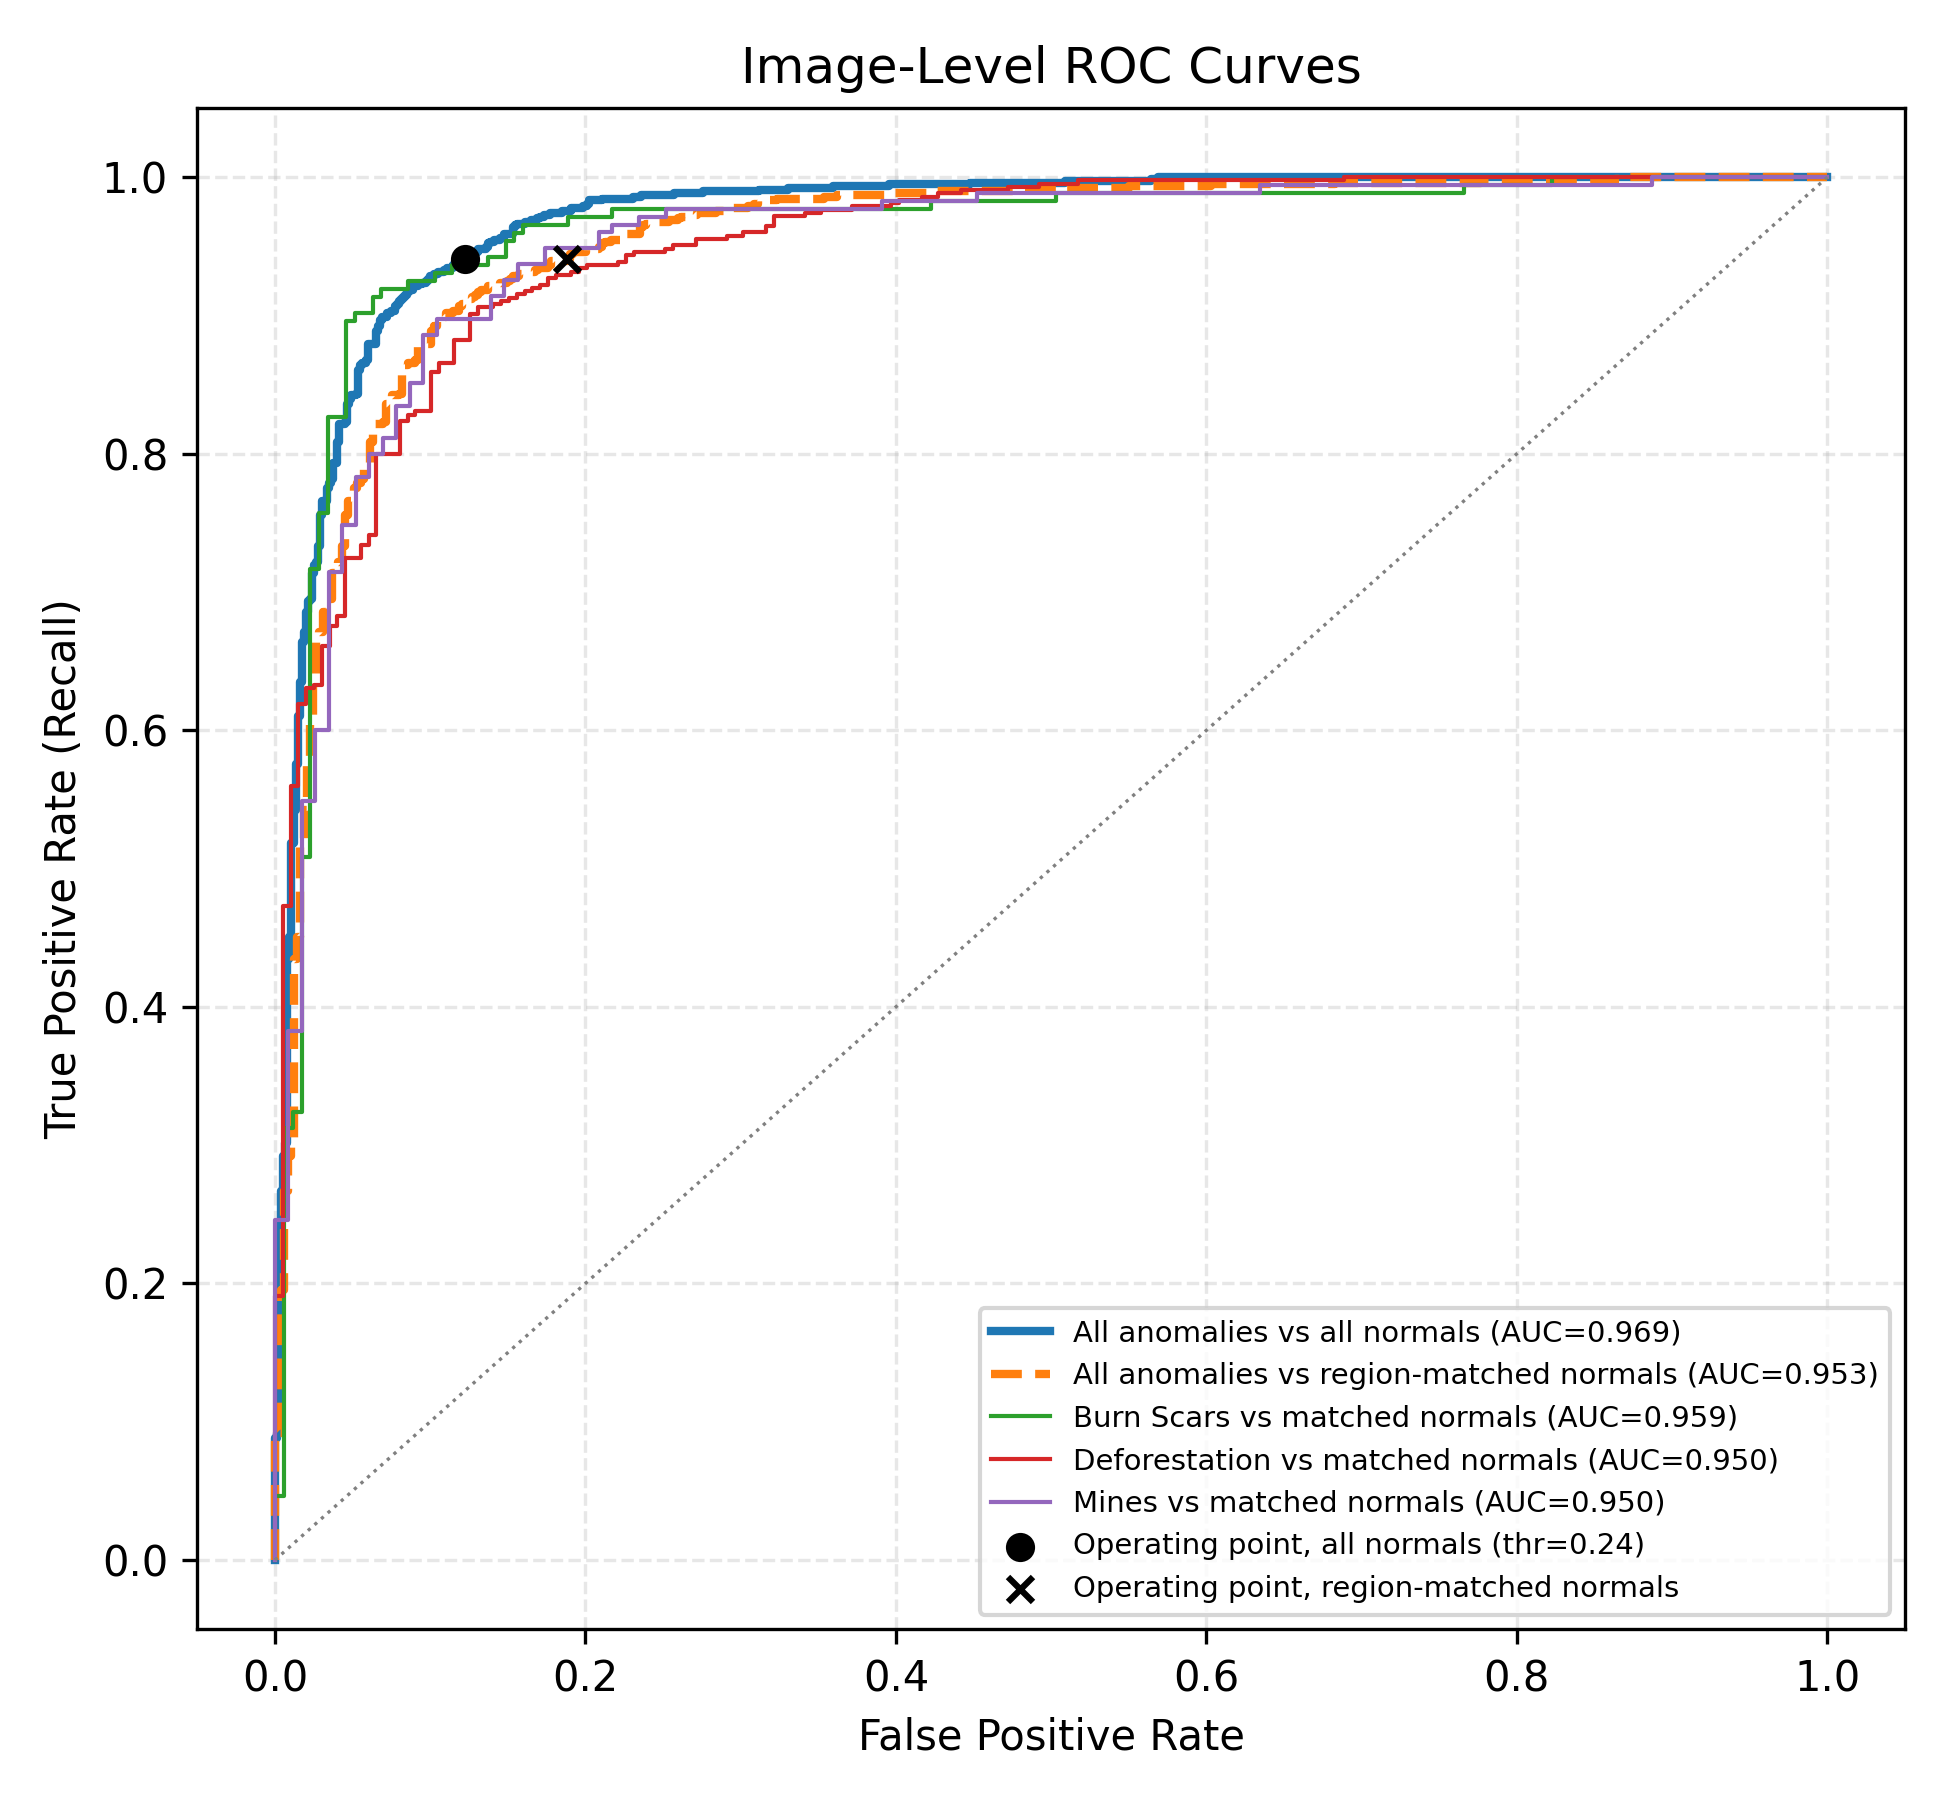 Image-Level ROC Curves
True Positive Rate (Recall)
1.0
0.8
0.6
0.4
0.2
0.0
0.0 0.2 0.4 0.6 0.8 1.0
False Positive Rate
All anomalies vs all normals (AUC=0.969)
All anomalies vs region-matched normals (AUC=0.953)
Burn Scars vs matched normals (AUC=0.959)
Deforestation vs matched normals (AUC=0.950)
Mines vs matched normals (AUC=0.950)
Operating point, all normals (thr=0.24)
Operating point, region-matched normals